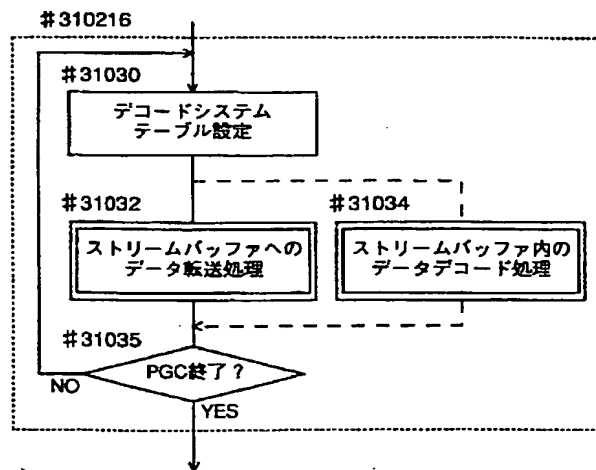 #310216
#31030
デコードシステム
テーブル設定
#31032
#31034
ストリームバッファへの
データ転送処理
ストリームバッファ内の
データデコード処理
#31035
PGC終了?
NO
YES